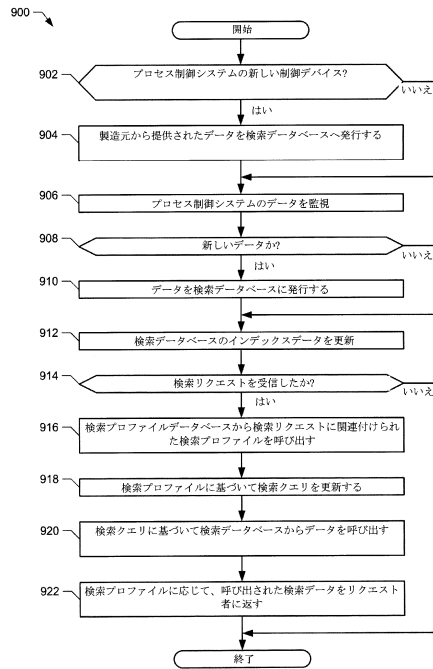 900
開始
902
プロセス制御システムの新しい制御デバイス?
いいえ
はい
904
製造元から提供されたデータを検索データベースへ発行する
906
プロセス制御システムのデータを監視
908
新しいデータか?
いいえ
はい
910
データを検索データベースに発行する
912
検索データベースのインデックスデータを更新
914
検索リクエストを受信したか?
いいえ
はい
916
検索プロファイルデータベースから検索リクエストに関連付けられ
た検索プロファイルを呼び出す
918
検索プロファイルに基づいて検索クエリを更新する
920
検索クエリに基づいて検索データベースからデータを呼び出す
922
検索プロファイルに応じて、呼び出された検索データをリクエスト
者に返す
終了